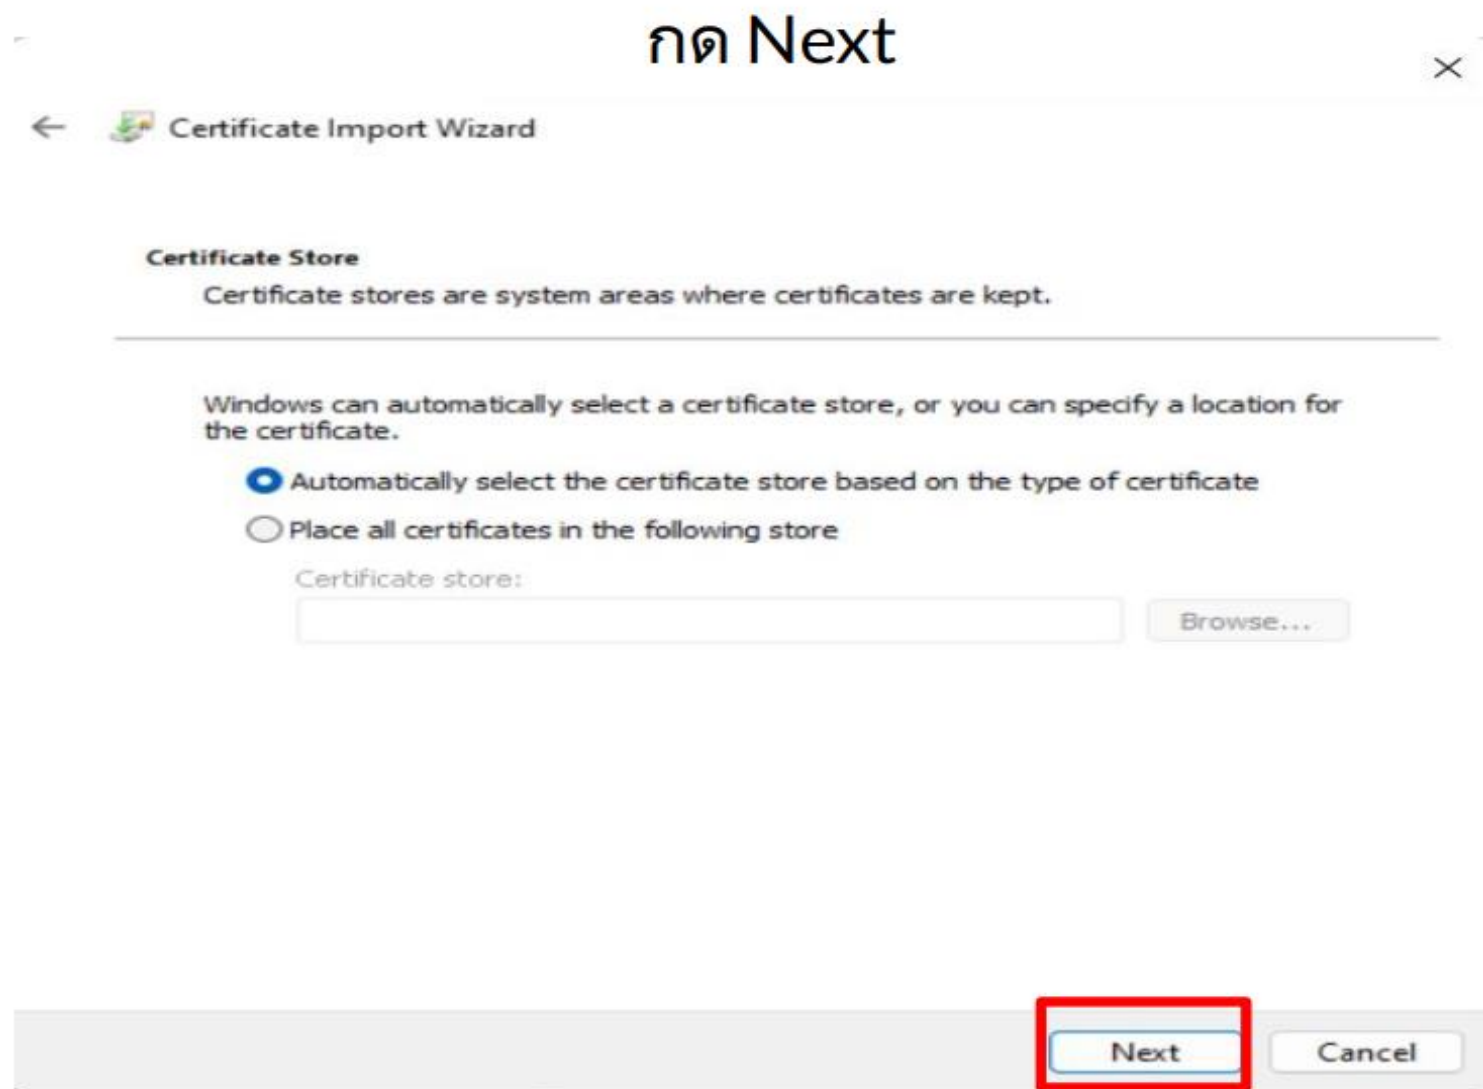 กด Next
Certificate Import Wizard
Certificate Store
Certificate stores are system areas where certificates are kept.
Windows can automatically select a certificate store, or you can specify a location for
the certificate.
Automatically select the certificate store based on the type of certificate
Place all certificates in the following store
Certificate store:
Browse...
Next
Cancel